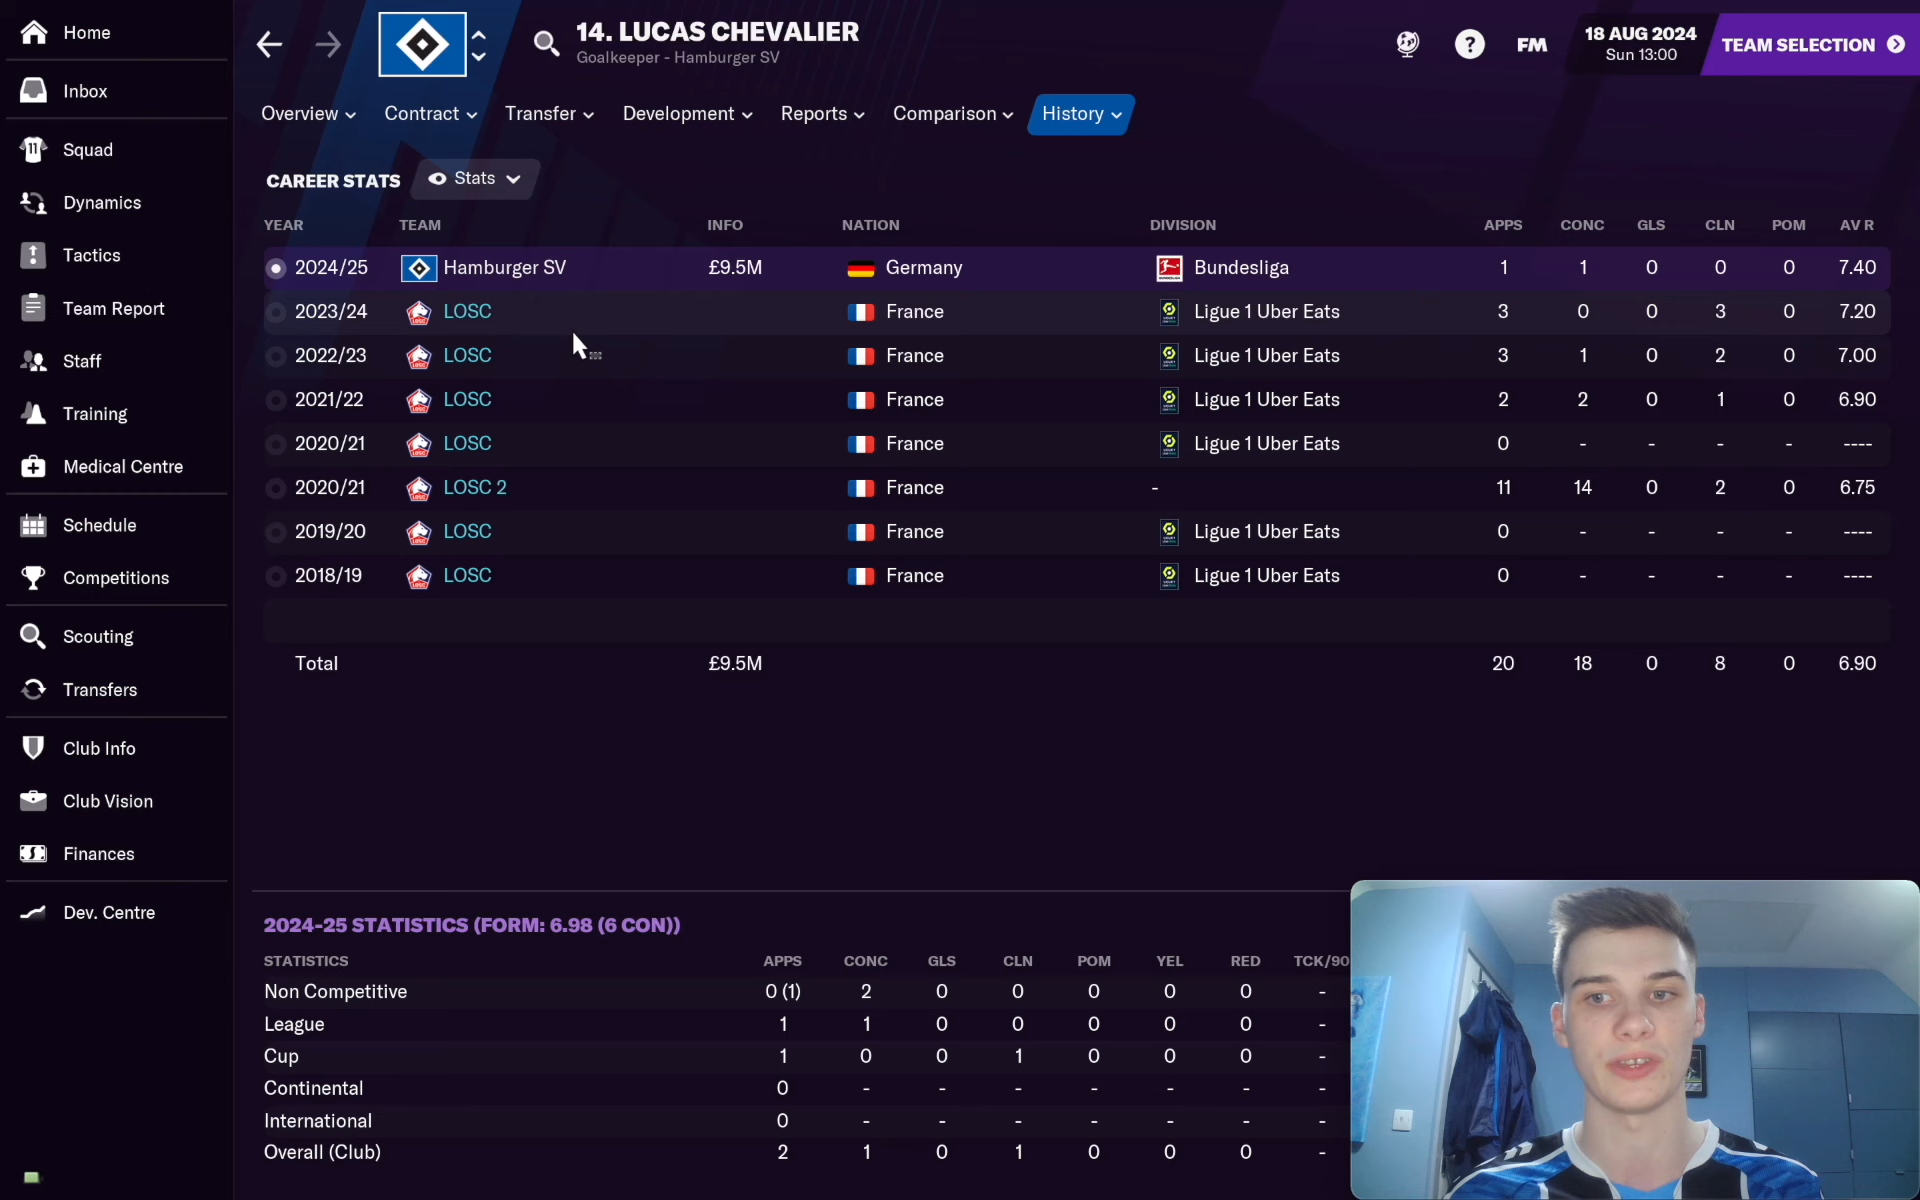 Home
Inbox
Squad
Dynamics
Tactics
Team Report
Staff
Training
Medical Centre
Schedule
Competitions
Scouting
Transfers
Club Info
Club Vision
Finances
Dev. Centre
14. LUCAS CHEVALIER
Goalkeeper - Hamburger SV
? FM
18 AUG 2024
Sun 13:00
TEAM SELECTION
Overview Contract Transfer Development Reports Comparison History
CAREER STATS Stats
YEAR TEAM INFO NATION DIVISION APPS CONC GLS CLN POM AV R
2024/25 Hamburger SV £9.5M Germany Bundesliga 1 1 0 0 0 7.40
2023/24 LOSC France Ligue 1 Uber Eats 3 0 0 3 0 7.20
2022/23 LOSC France Ligue 1 Uber Eats 3 1 0 2 0 7.00
2021/22 LOSC France Ligue 1 Uber Eats 2 2 0 1 0 6.90
2020/21 LOSC France Ligue 1 Uber Eats 0 - - - - ----
2020/21 LOSC 2 France - 11 14 0 2 0 6.75
2019/20 LOSC France Ligue 1 Uber Eats 0 - - - - ----
2018/19 LOSC France Ligue 1 Uber Eats 0 - - - - ----
Total £9.5M 20 18 0 8 0 6.90
2024-25 STATISTICS (FORM: 6.98 (6 CON))
STATISTICS APPS CONC GLS CLN POM YEL RED TCK/90
Non Competitive 0 (1) 2 0 0 0 0 0 -
League 1 1 0 0 0 0 0 -
Cup 1 0 0 1 0 0 0 -
Continental 0 - - - - - - -
International 0 - - - - - - -
Overall (Club) 2 1 0 1 0 0 0 -